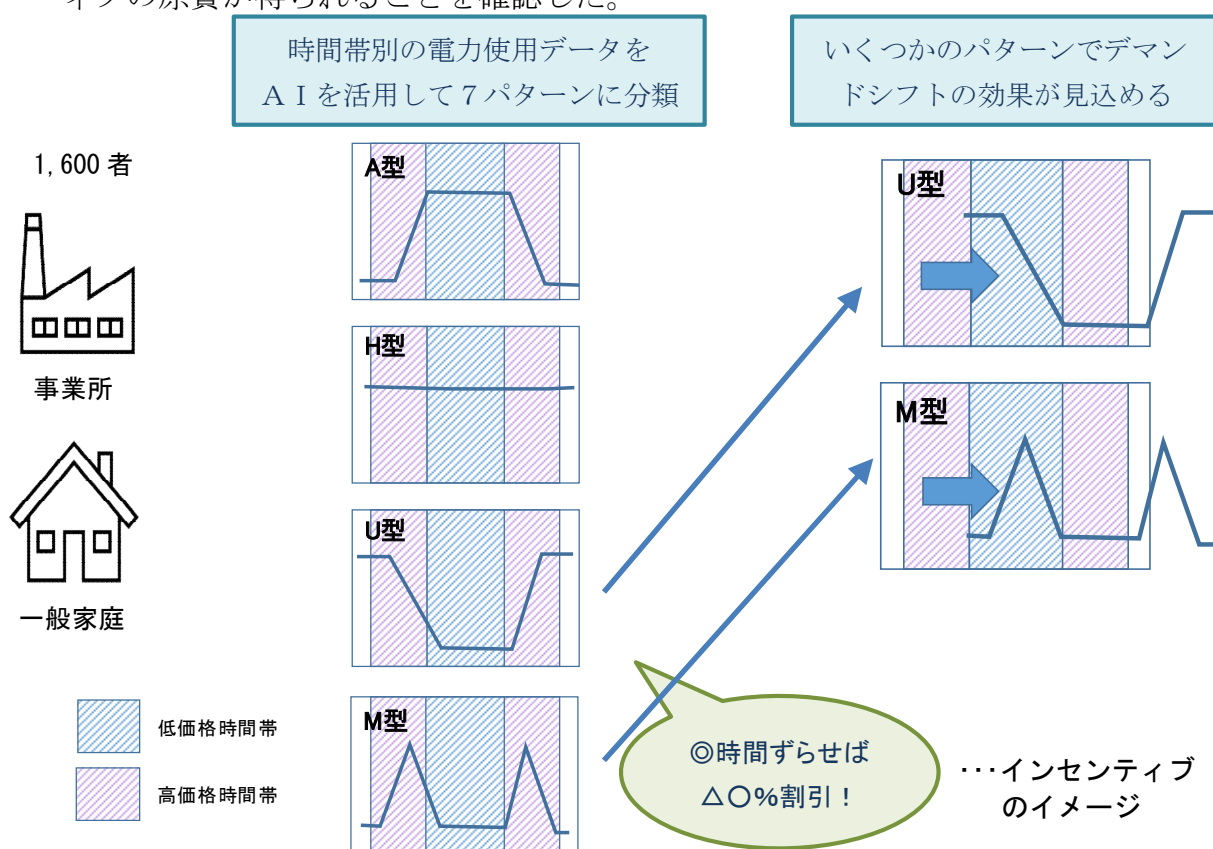 時間帯別の電力使用データを
ＡＩを活用して７パターンに分類
いくつかのパターンでデマン
ドシフトの効果が見込める
1,600 者
事業所
一般家庭
A型
H型
U型
M型
U型
M型
低価格時間帯
高価格時間帯
◎時間ずらせば
△〇%割引！
･･･インセンティブ
のイメージ